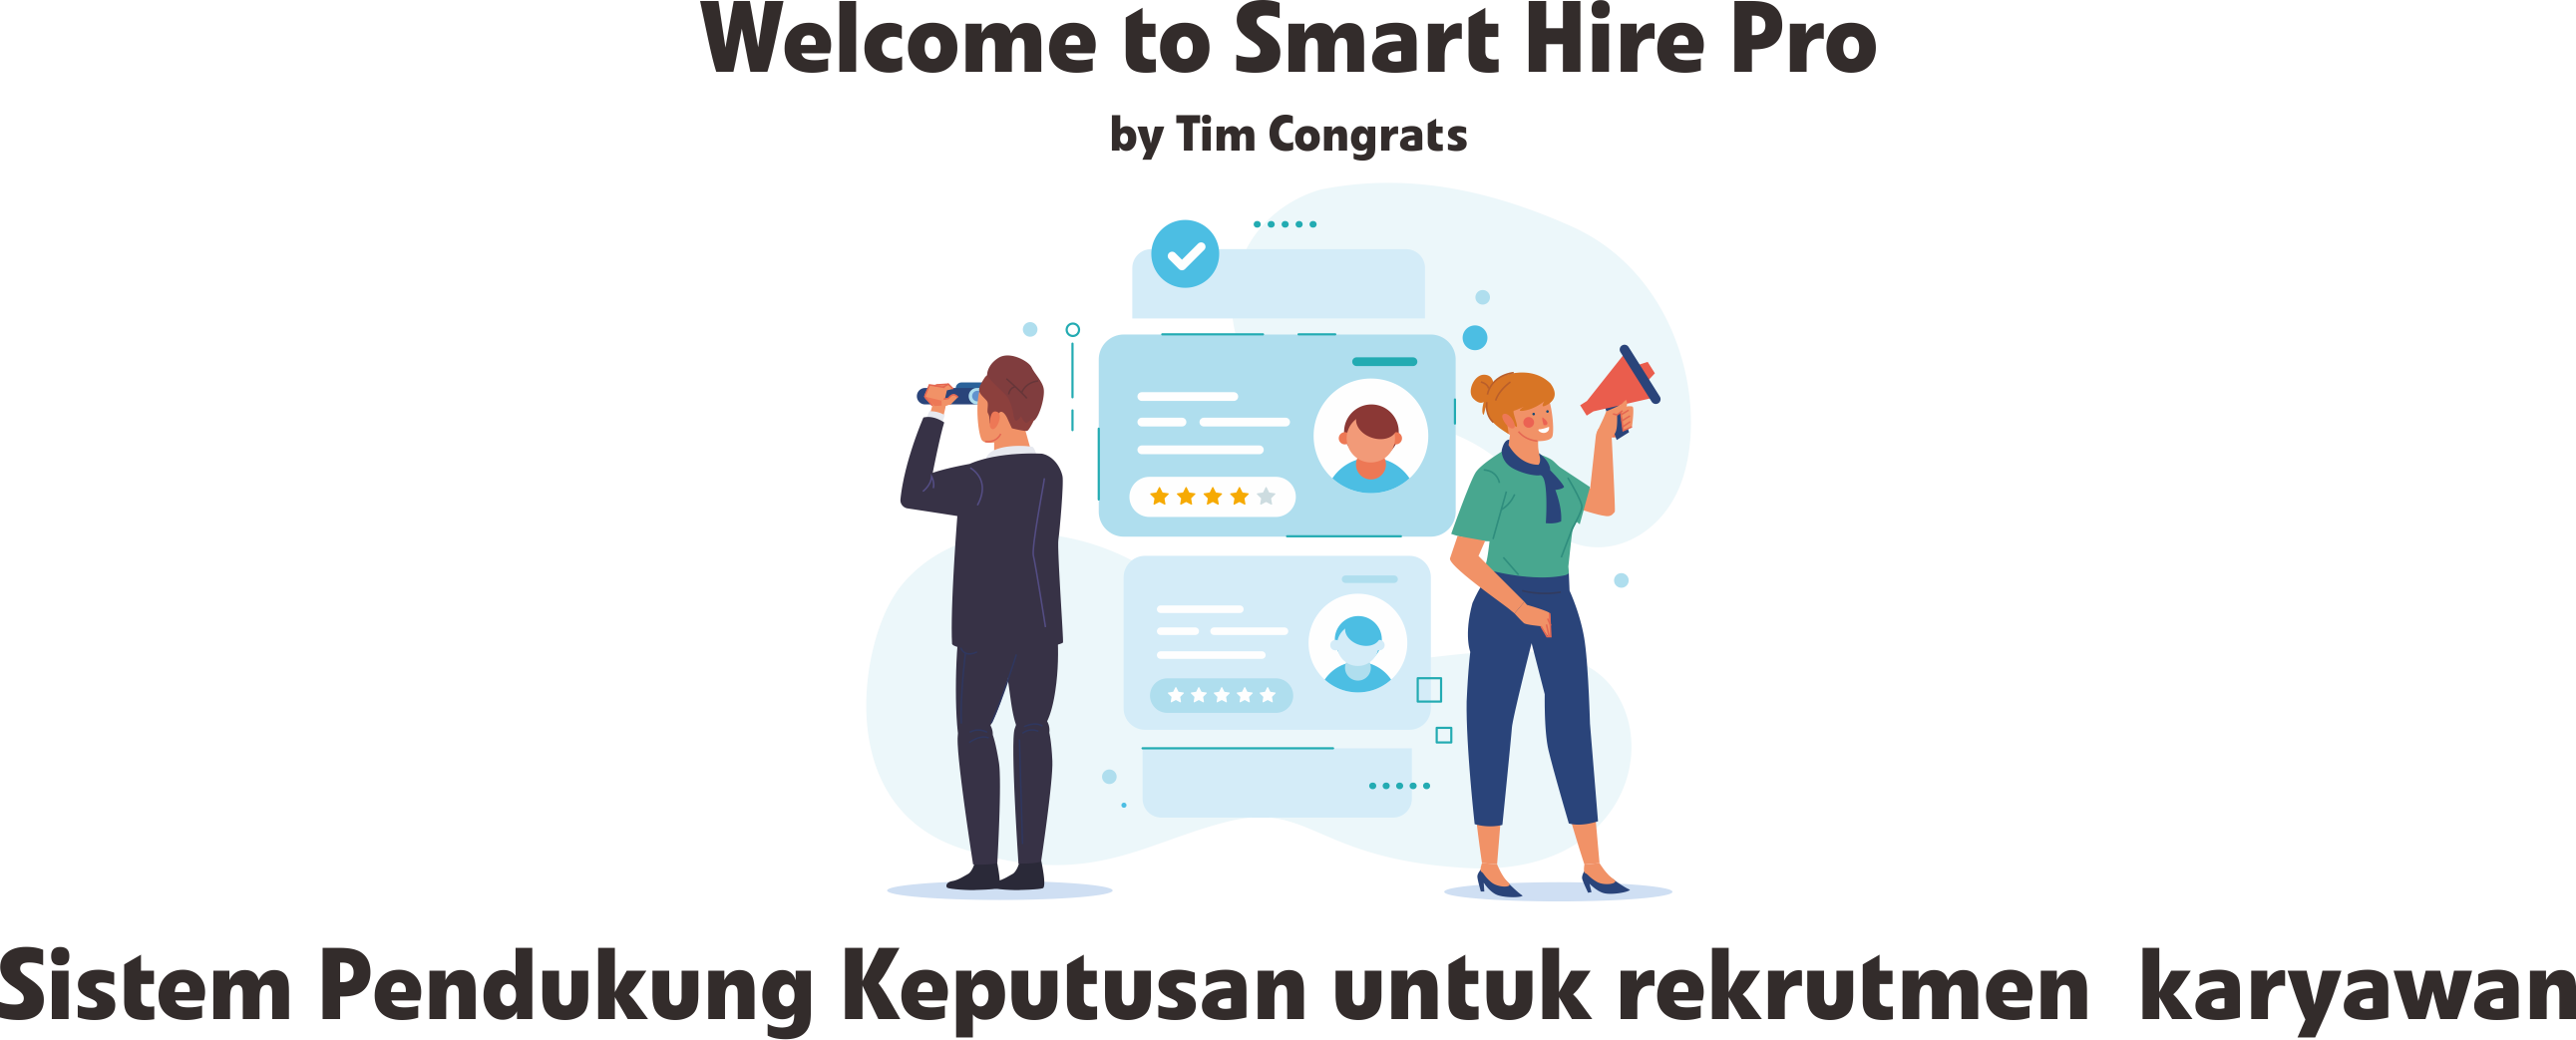 Welcome to Smart Hire Pro
by Tim Congrats
Sistem Pendukung Keputusan untuk rekrutmen  karyawan